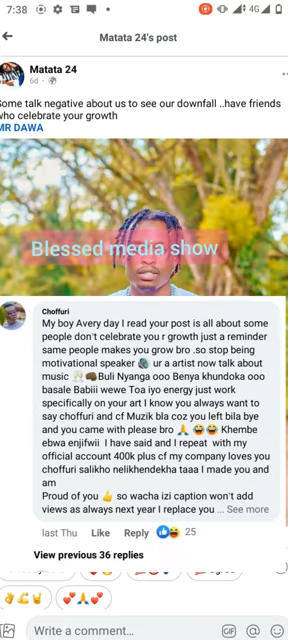 7:38
4G
Matata 24's post
Matata 24
6d
Some talk negative about us to see our downfall ..have friends
who celebrate your growth
MR DAWA
Blessed media show
Choffuri
My boy Avery day I read your post is all about some
people don't celebrate you r growth just a reminder
same people makes you grow bro .so stop being
motivational speaker 🗿 ur a artist now talk about
music 🥂👊🏿Buli Nyanga ooo Benya khundoka ooo
basale Babiii wewe Toa iyo energy just work
specifically on your art I know you always want to
say choffuri and cf Muzik bla coz you left bila bye
and you came with please bro 🙏 😂😂 Khembe
ebwa enjifwii I have said and I repeat with my
official account 400k plus cf my company loves you
choffuri salikho nelikhendekha taaa I made you and
am
Proud of you 👍 so wacha izi caption won't add
views as always next year I replace you ... See more
last Thu Like Reply 25
View previous 36 replies
Write a comment...
GIF